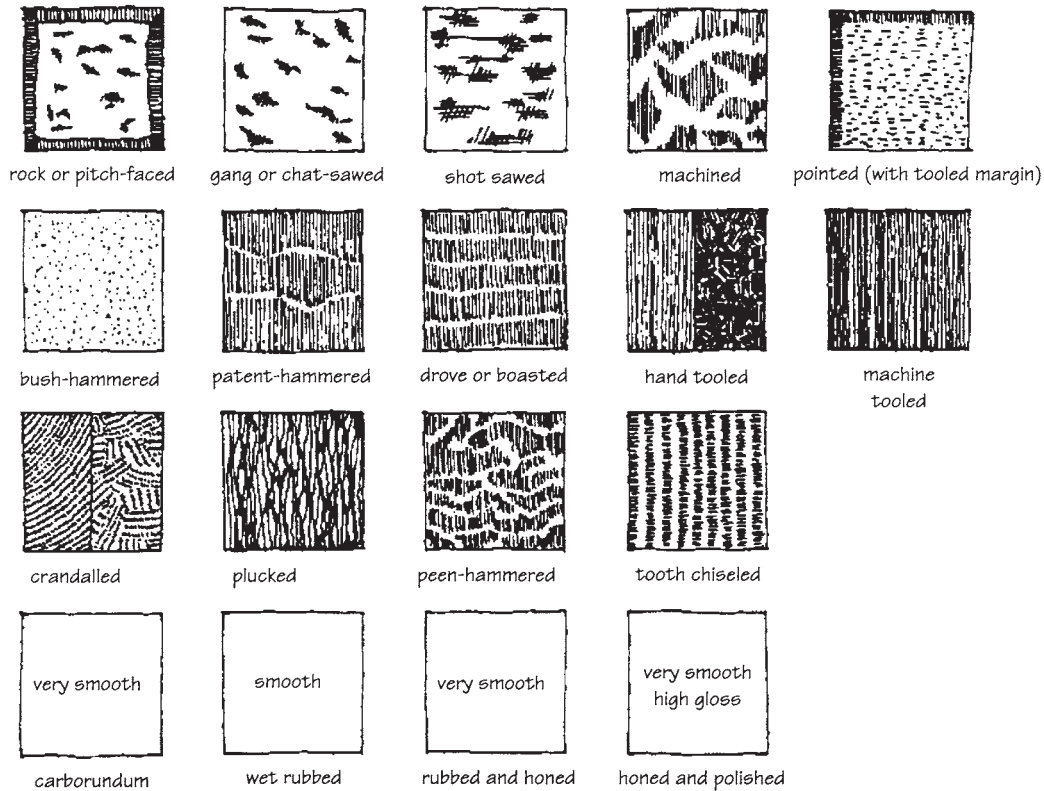 rock or pitch-faced
gang or chat-sawed
shot sawed
machined
pointed (with tooled margin)
bush-hammered
patent-hammered
drove or boasted
hand tooled
machine
tooled
crandalled
plucked
peen-hammered
tooth chiseled
very smooth
smooth
very smooth
very smooth
high gloss
carborundum
wet rubbed
rubbed and honed
honed and polished